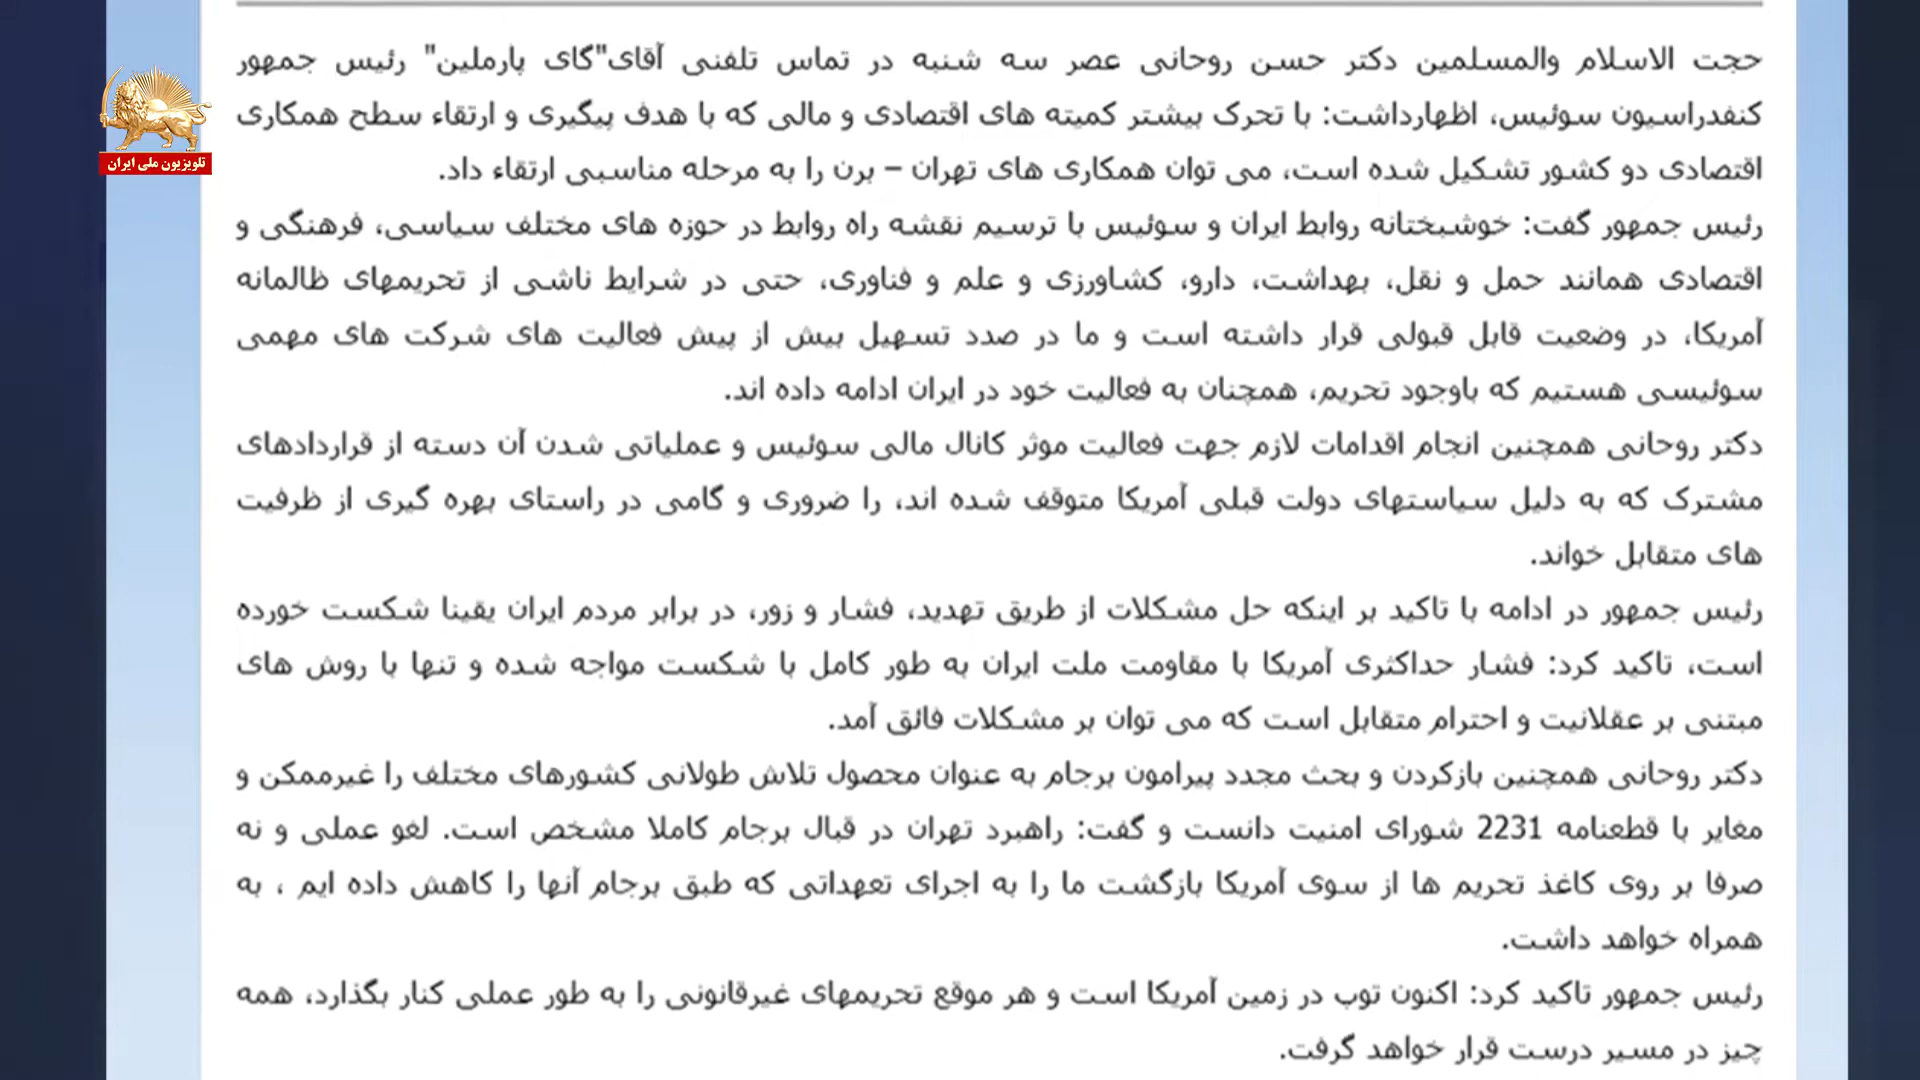 حجت الاسلام والمسلمین دکتر حسن روحانی عصر سه شنبه در تماس تلفنی آقای"گای پارملین" رئیس جمهور
کنفدراسیون سوئیس، اظهارداشت: با تحرک بیشتر کمیته های اقتصادی و مالی که با هدف پیگیری و ارتقاء سطح همکاری
اقتصادی دو کشور تشکیل شده است، می توان همکاری های تهران – برن را به مرحله مناسبی ارتقاء داد.
رئیس جمهور گفت: خوشبختانه روابط ایران و سوئیس با ترسیم نقشه راه روابط در حوزه های مختلف سیاسی، فرهنگی و
اقتصادی همانند حمل و نقل، بهداشت، دارو، کشاورزی و علم و فناوری، حتی در شرایط ناشی از تحریمهای ظالمانه
آمریکا، در وضعیت قابل قبولی قرار داشته است و ما در صدد تسهیل بیش از پیش فعالیت های شرکت های مهمی
سوئیسی هستیم که باوجود تحریم، همچنان به فعالیت خود در ایران ادامه داده اند.
دکتر روحانی همچنین انجام اقدامات لازم جهت فعالیت موثر کانال مالی سوئیس و عملیاتی شدن آن دسته از قراردادهای
مشترک که به دلیل سیاستهای دولت قبلی آمریکا متوقف شده اند، را ضروری و گامی در راستای بهره گیری از ظرفیت
های متقابل خواند.
رئیس جمهور در ادامه با تاکید بر اینکه حل مشکلات از طریق تهدید، فشار و زور، در برابر مردم ایران یقینا شکست خورده
است، تاکید کرد: فشار حداکثری آمریکا با مقاومت ملت ایران به طور کامل با شکست مواجه شده و تنها با روش های
مبتنی بر عقلانیت و احترام متقابل است که می توان بر مشکلات فائق آمد.
دکتر روحانی همچنین بازکردن و بحث مجدد پیرامون برجام به عنوان محصول تلاش طولانی کشورهای مختلف را غیرممکن و
مغایر با قطعنامه 2231 شورای امنیت دانست و گفت: راهبرد تهران در قبال برجام کاملا مشخص است. لغو عملی و نه
صرفا بر روی کاغذ تحریم ها از سوی آمریکا بازگشت ما را به اجرای تعهداتی که طبق برجام آنها را کاهش داده ایم ، به
همراه خواهد داشت.
رئیس جمهور تاکید کرد: اکنون توپ در زمین آمریکا است و هر موقع تحریمهای غیرقانونی را به طور عملی کنار بگذارد، همه
چیز در مسیر درست قرار خواهد گرفت.
تلویزیون ملی ایران